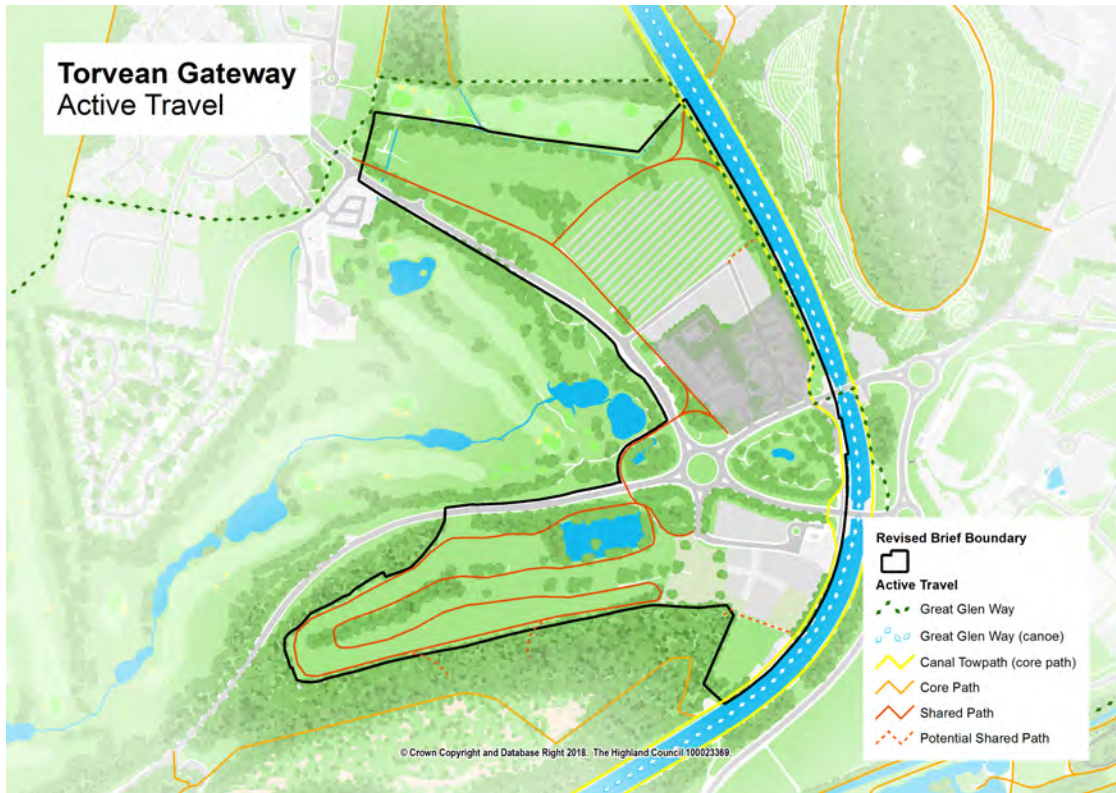 Torvean Gateway
Active Travel
Revised Brief Boundary
Active Travel
Great Glen Way
Great Glen Way (canoe)
Canal Towpath (core path)
Core Path
Shared Path
Potential Shared Path
© Crown Copyright and Database Right 2018. The Highland Council 100023369.